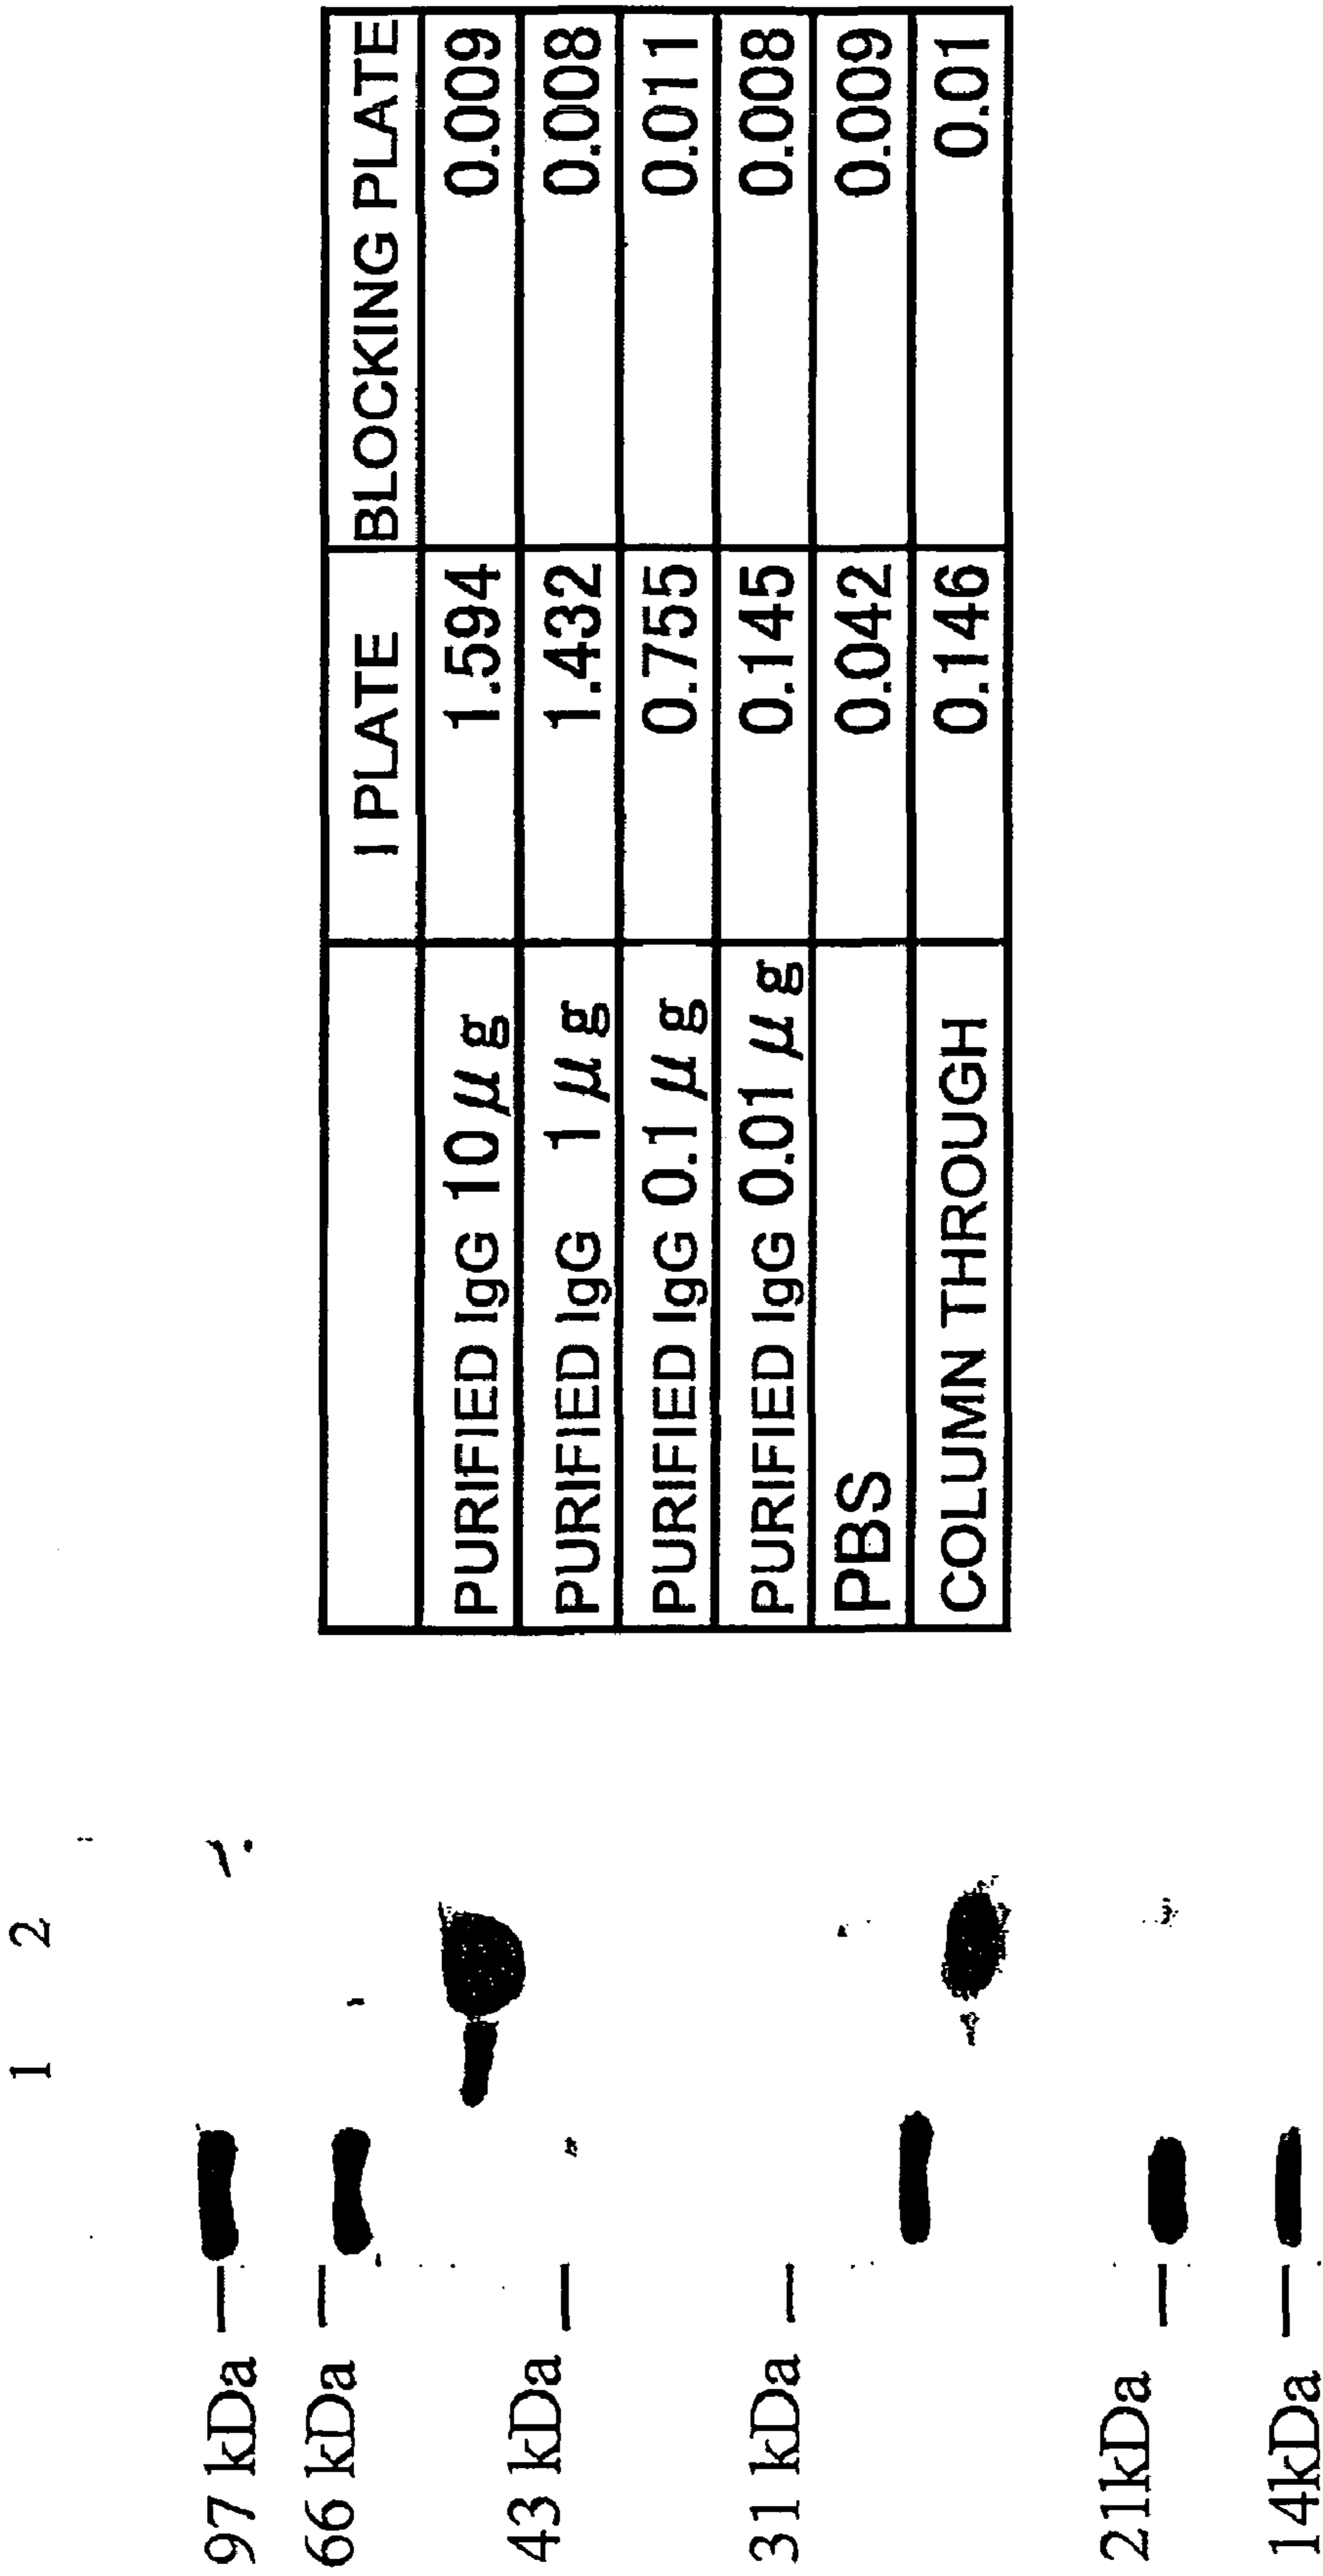 1 2
97 kDa
66 kDa
43 kDa
31 kDa
21kDa
14kDa
I PLATE BLOCKING PLATE
PURIFIED IgG 10 μg 1.594 0.009
PURIFIED IgG 1 μg 1.432 0.008
PURIFIED IgG 0.1 μg 0.755 0.011
PURIFIED IgG 0.01 μg 0.145 0.008
PBS 0.042 0.009
COLUMN THROUGH 0.146 0.01